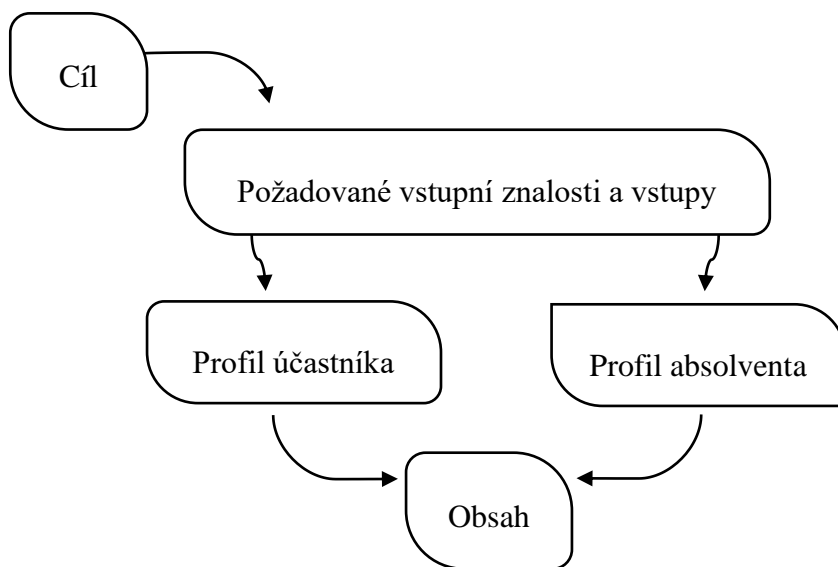 Cíl
Požadované vstupní znalosti a vstupy
Profil účastníka
Profil absolventa
Obsah